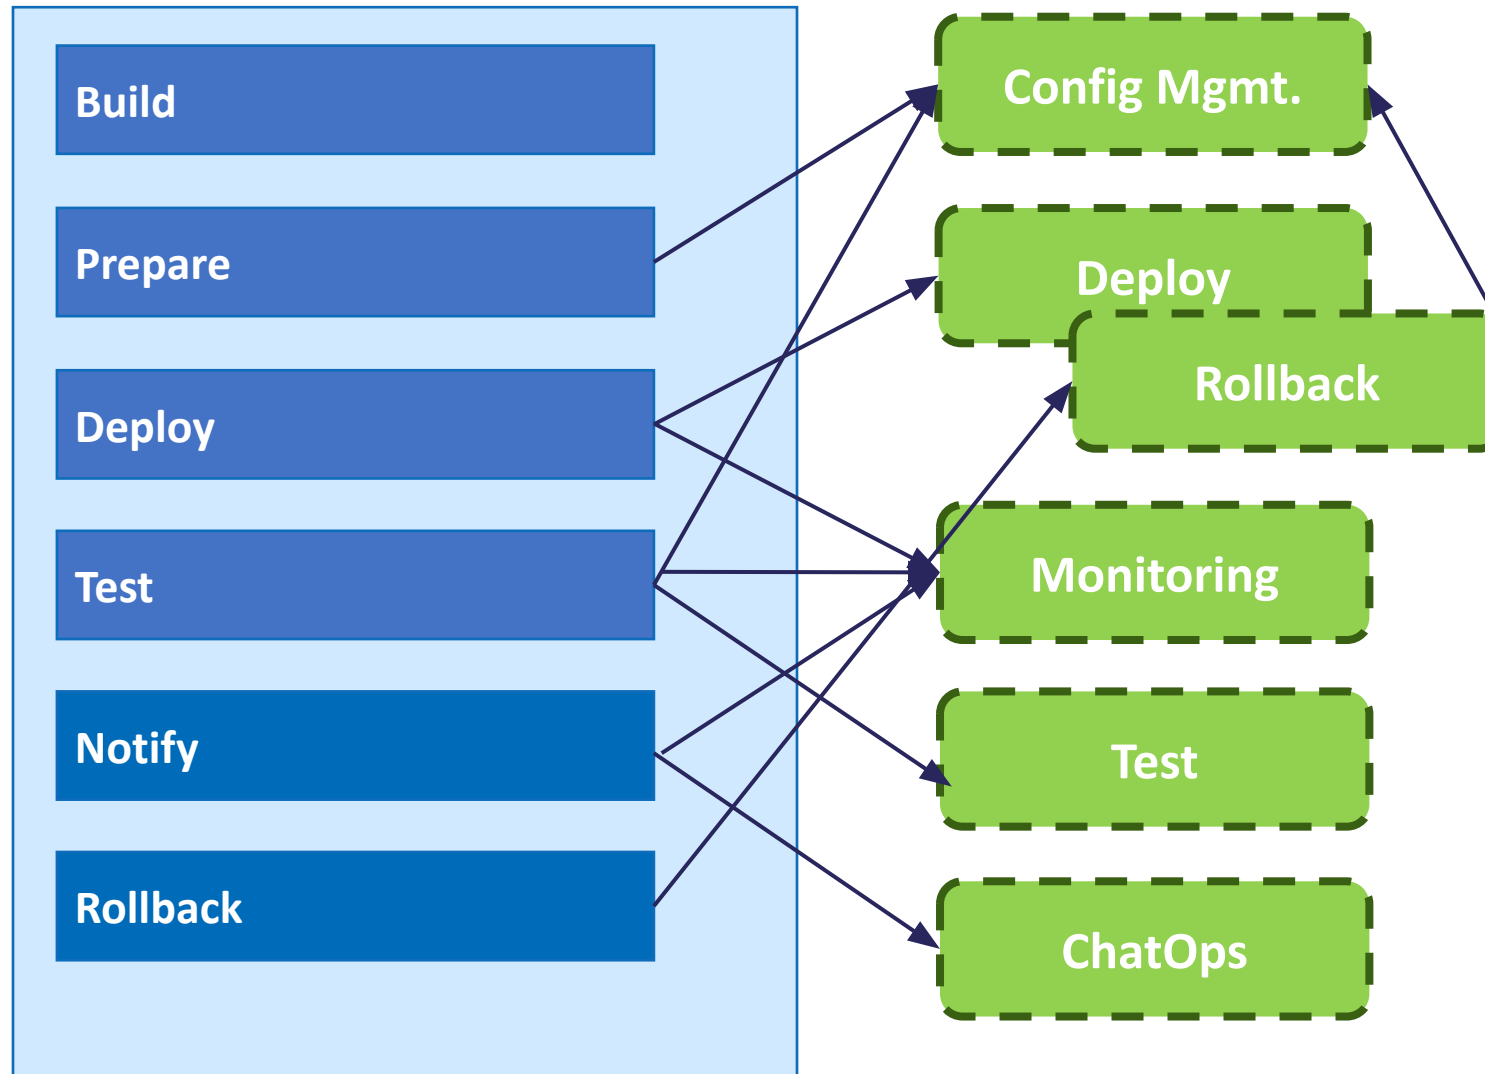 Build
Prepare
Deploy
Test
Notify
Rollback
Config Mgmt.
Deploy
Rollback
Monitoring
Test
ChatOps